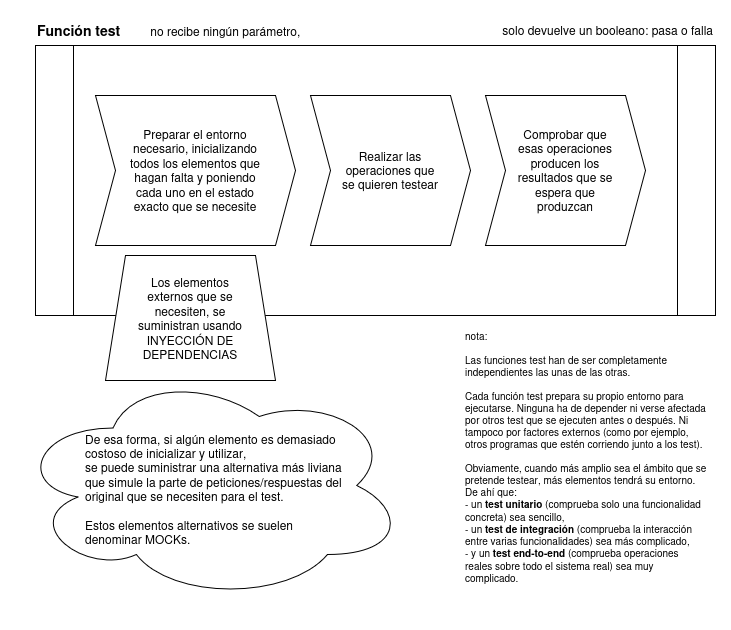 Función test
no recibe ningún parámetro,
solo devuelve un booleano: pasa o falla
Preparar el entorno
necesario, inicializando
todos los elementos que
hagan falta y poniendo
cada uno en el estado
exacto que se necesite
Realizar las
operaciones que
se quieren testear
Comprobar que
esas operaciones
producen los
resultados que se
espera que
produzcan
Los elementos
externos que se
necesiten, se
suministran usando
INYECCIÓN DE
DEPENDENCIAS
De esa forma, si algún elemento es demasiado
costoso de inicializar y utilizar,
se puede suministrar una alternativa más liviana
que simule la parte de peticiones/respuestas del
original que se necesiten para el test.
Estos elementos alternativos se suelen
denominar MOCKs.
nota:
Las funciones test han de ser completamente
independientes las unas de las otras.
Cada función test prepara su propio entorno para
ejecutarse. Ninguna ha de depender ni verse afectada
por otros test que se ejecuten antes o después. Ni
tampoco por factores externos (como por ejemplo,
otros programas que estén corriendo junto a los test).
Obviamente, cuando más amplio sea el ámbito que se
pretende testear, más elementos tendrá su entorno.
De ahí que:
- un test unitario (comprueba solo una funcionalidad
concreta) sea sencillo,
- un test de integración (comprueba la interacción
entre varias funcionalidades) sea más complicado,
- y un test end-to-end (comprueba operaciones
reales sobre todo el sistema real) sea muy
complicado.